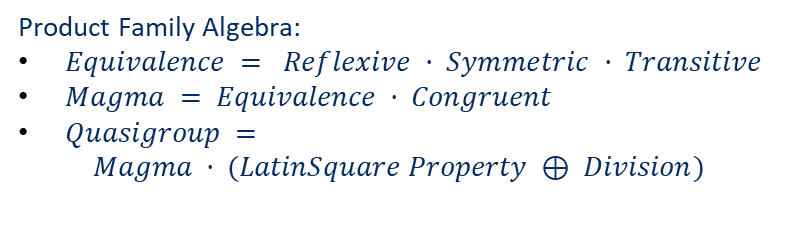 Product Family Algebra:
• Equivalence = Reflexive · Symmetric · Transitive
• Magma = Equivalence · Congruent
• Quasigroup =
Magma · (LatinSquare Property ⊕ Division)